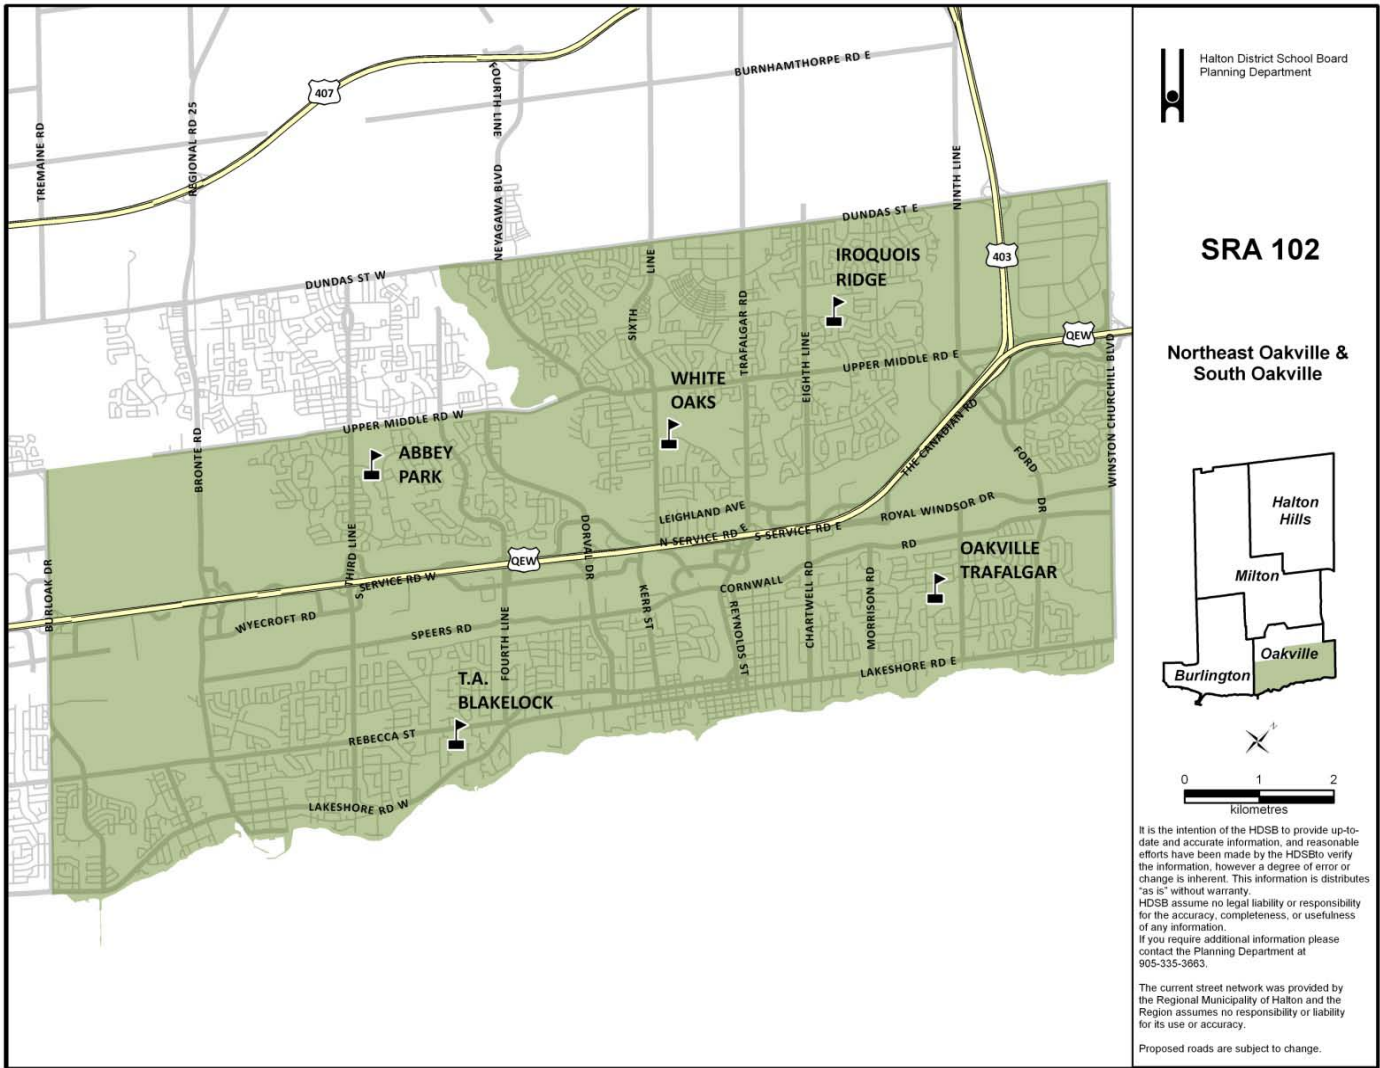 BURNHAMTHORPE RD E
407
FOURTH LINE
TREMAINE RD
REGIONAL RD 25
NEYAGAWA BLVD
NINTH LINE
DUNDAS ST E
DUNDAS ST W
SIXTH LINE
IROQUOIS
RIDGE
403
TRAFALGAR RD
EIGHTH LINE
QEW
UPPER MIDDLE RD E
WHITE
OAKS
WINSTON CHURCHILL BLVD
UPPER MIDDLE RD W
BRONTE RD
ABBEY
PARK
THE CANADIAN RD
FORD DR
LEIGHLAND AVE
ROYAL WINDSOR DR
N SERVICE RD E
S SERVICE RD E
DORVAL DR
THIRD LINE
QEW
BURLOAK DR
S SERVICE RD W
CORNWALL RD
OAKVILLE
TRAFALGAR
KERR ST
REYNOLDS ST
CHARTWELL RD
MORRISON RD
WYECROFT RD
SPEERS RD
FOURTH LINE
LAKESHORE RD E
T.A.
BLAKELOCK
REBECCA ST
LAKESHORE RD W
Halton District School Board
Planning Department
SRA 102
Northeast Oakville &
South Oakville
Halton
Hills
Milton
Oakville
Burlington
N
0 1 2
kilometres
It is the intention of the HDSB to provide up-to-
date and accurate information, and reasonable
efforts have been made by the HDSBto verify
the information, however a degree of error or
change is inherent. This information is distributes
"as is" without warranty.
HDSB assume no legal liability or responsibility
for the accuracy, completeness, or usefulness
of any information.
If you require additional information please
contact the Planning Department at
905-335-3663.
The current street network was provided by
the Regional Municipality of Halton and the
Region assumes no responsibility or liability
for its use or accuracy.
Proposed roads are subject to change.